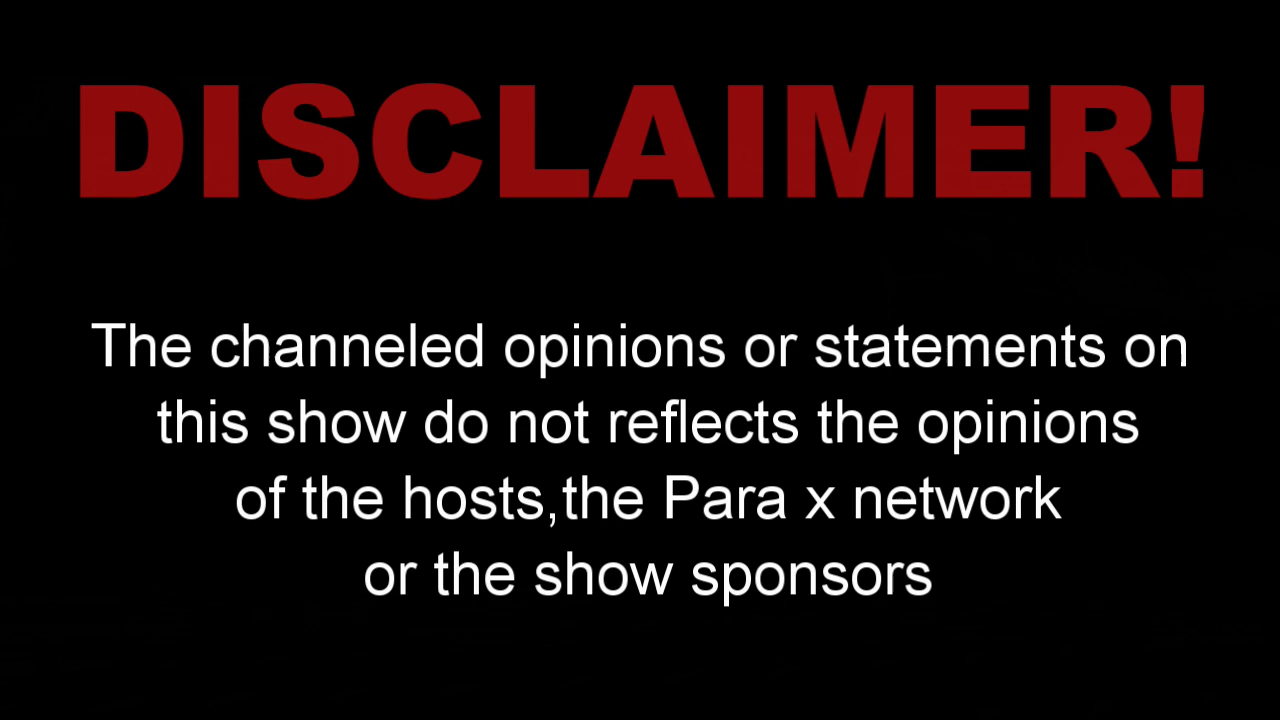 DISCLAIMER!
The channeled opinions or statements on
this show do not reflects the opinions
of the hosts,the Para x network
or the show sponsors